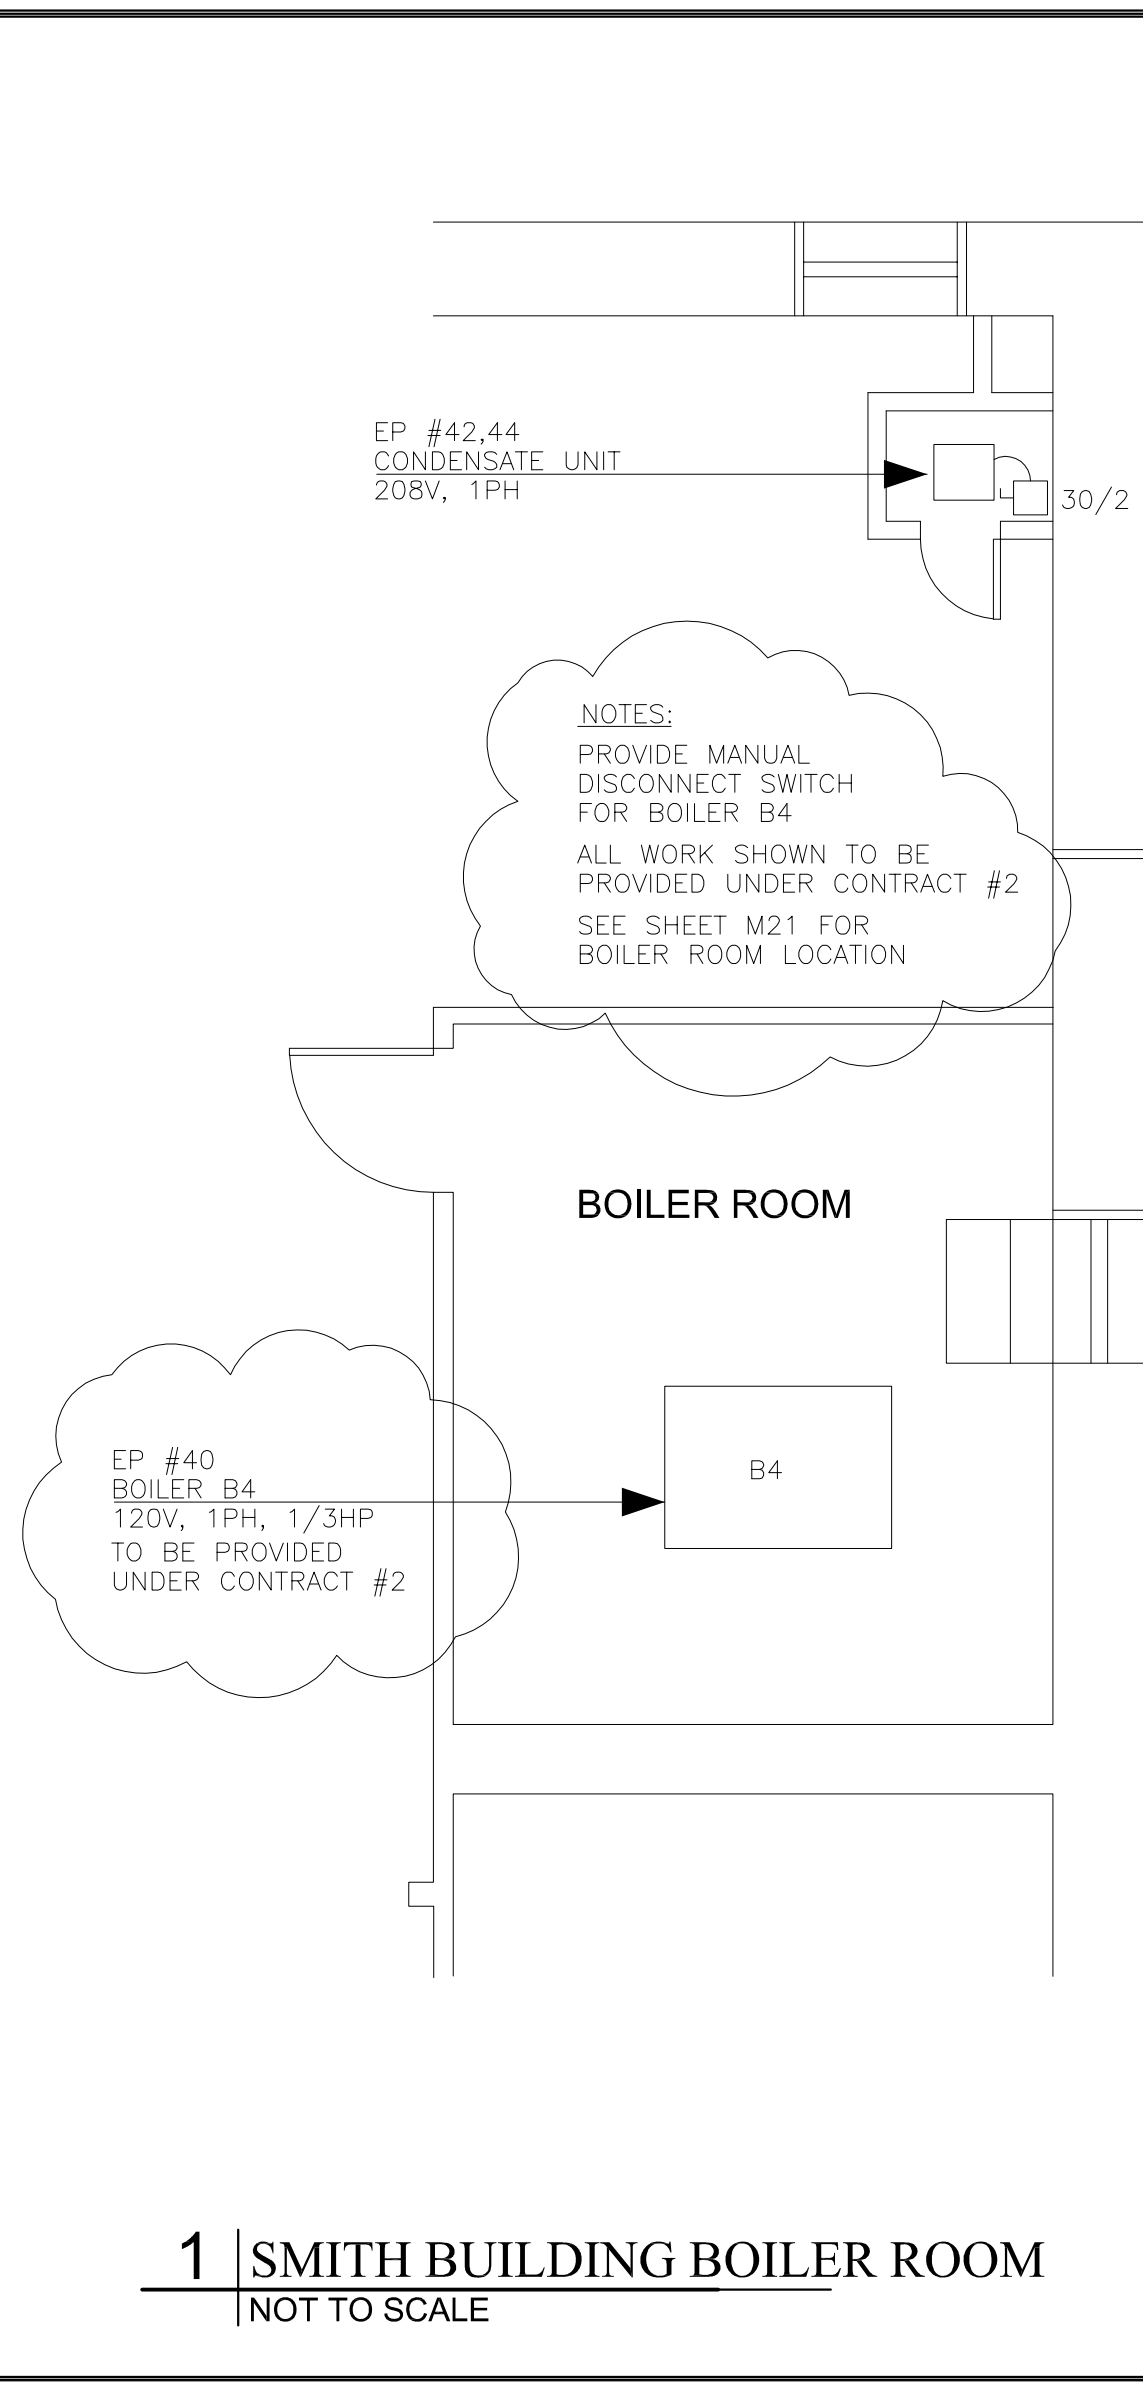 EP #42,44
CONDENSATE UNIT
208V, 1PH
30/2
NOTES:
PROVIDE MANUAL
DISCONNECT SWITCH
FOR BOILER B4
ALL WORK SHOWN TO BE
PROVIDED UNDER CONTRACT #2
SEE SHEET M21 FOR
BOILER ROOM LOCATION
BOILER ROOM
EP #40
BOILER B4
120V, 1PH, 1/3HP
TO BE PROVIDED
UNDER CONTRACT #2
B4
1
SMITH BUILDING BOILER ROOM
NOT TO SCALE